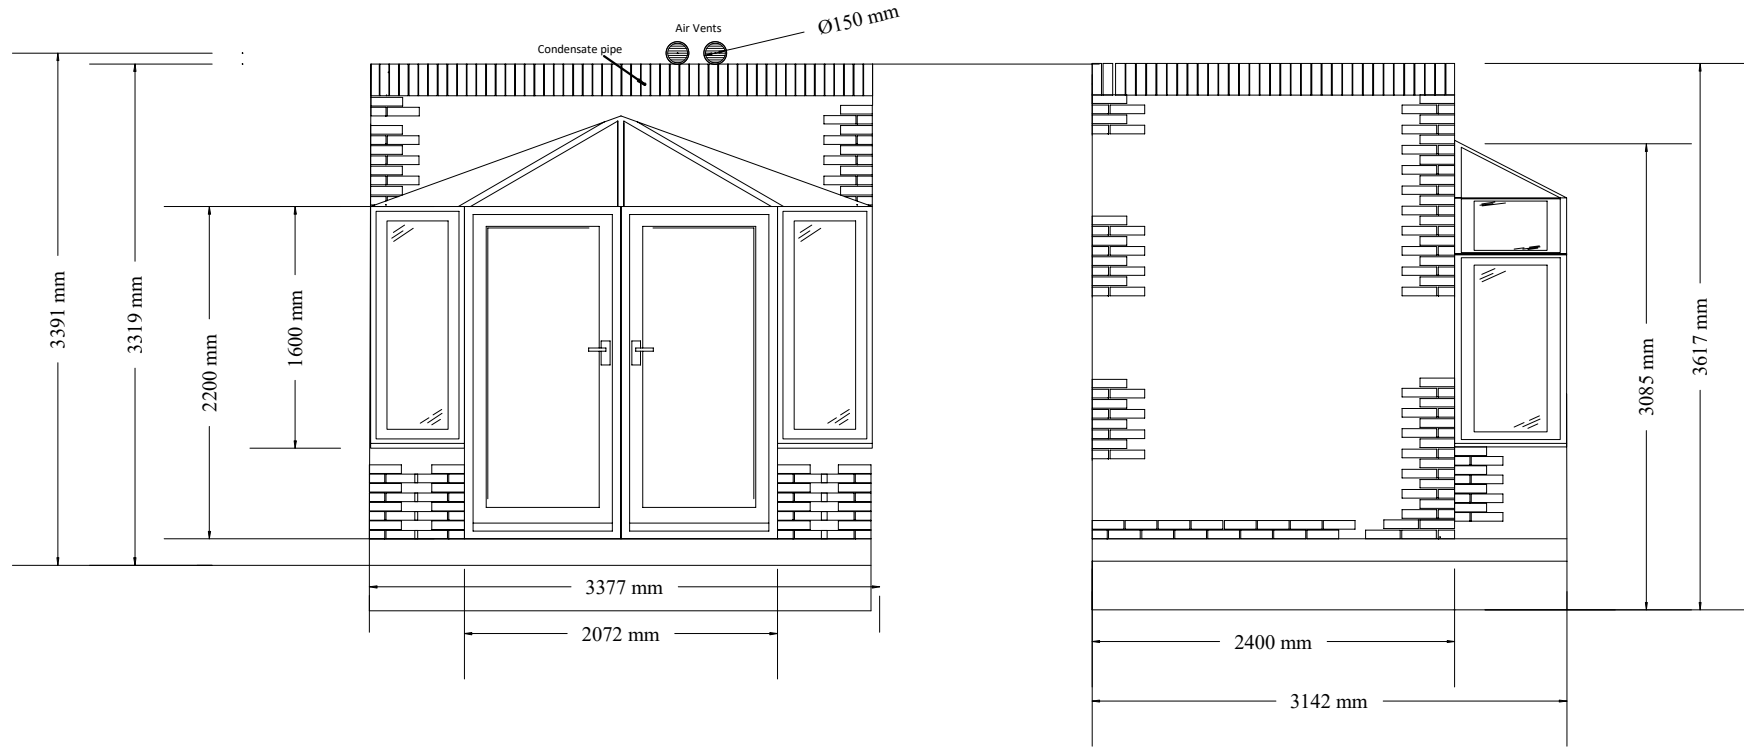 Air Vents
Ø150 mm
Condensate pipe
3391 mm
3319 mm
2200 mm
1600 mm
3377 mm
2072 mm
2400 mm
3142 mm
3085 mm
3617 mm